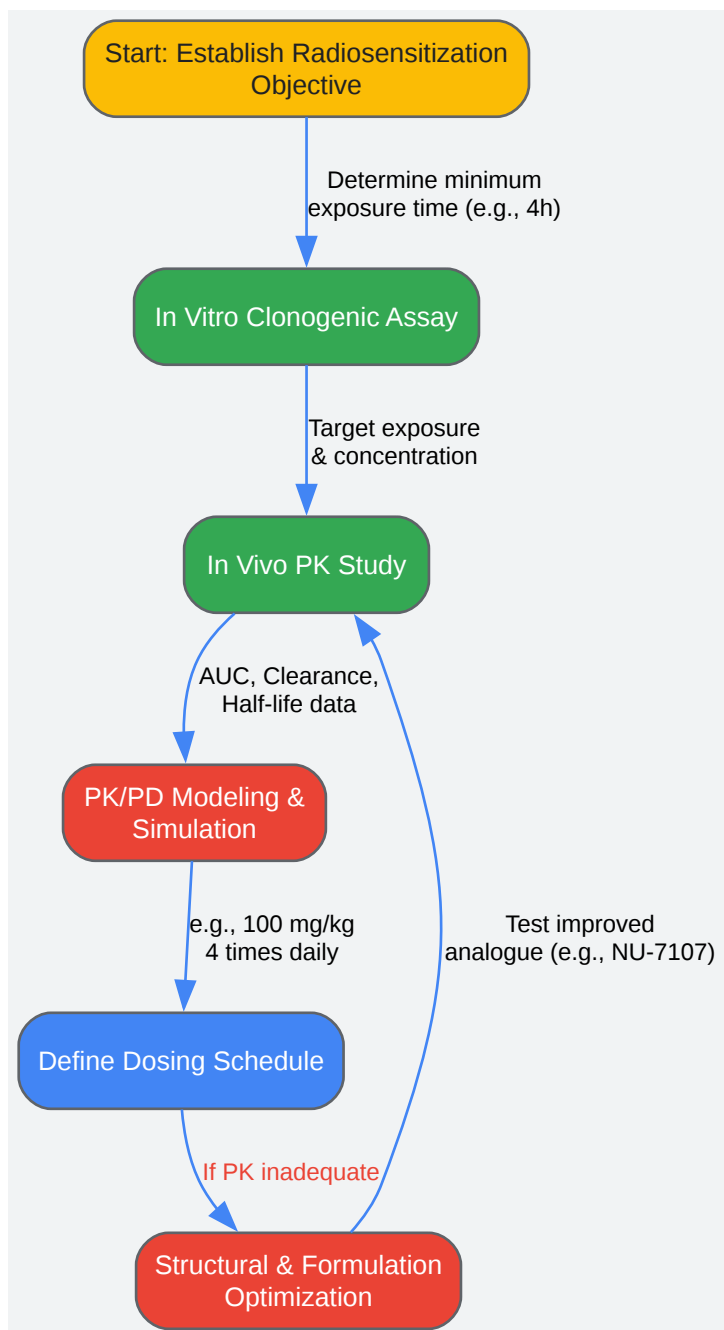 Start: Establish Radiosensitization
Objective
Determine minimum
exposure time (e.g., 4h)
In Vitro Clonogenic Assay
Target exposure
& concentration
In Vivo PK Study
AUC, Clearance,
Half-life data
PK/PD Modeling &
Simulation
e.g., 100 mg/kg
4 times daily
Test improved
analogue (e.g., NU-7107)
Define Dosing Schedule
If PK inadequate
Structural & Formulation
Optimization